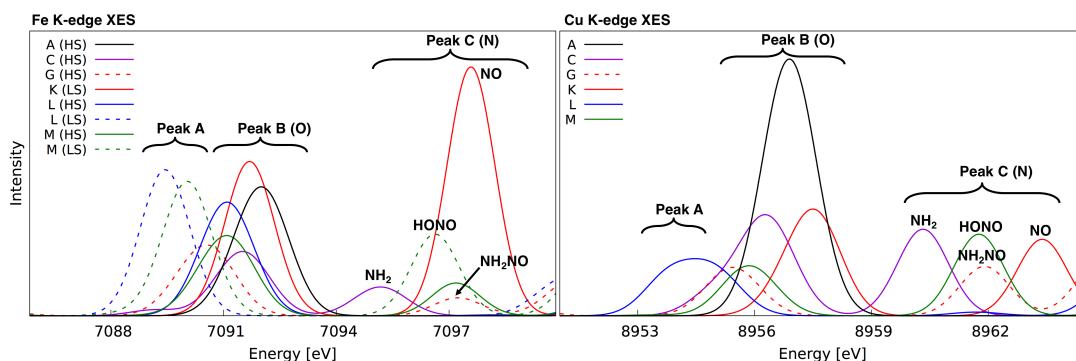 Fe K-edge XES
A (HS)
C (HS)
G (HS)
K (LS)
L (HS)
L (LS)
M (HS)
M (LS)
Peak A
Peak B (O)
Peak C (N)
NO
HONO
NH₂NO
NH₂
Intensity
7088 7091 7094 7097
Energy [eV]
Cu K-edge XES
A
C
G
K
L
M
Peak B (O)
Peak A
Peak C (N)
NH₂
HONO
NO
NH₂NO
8953 8956 8959 8962
Energy [eV]